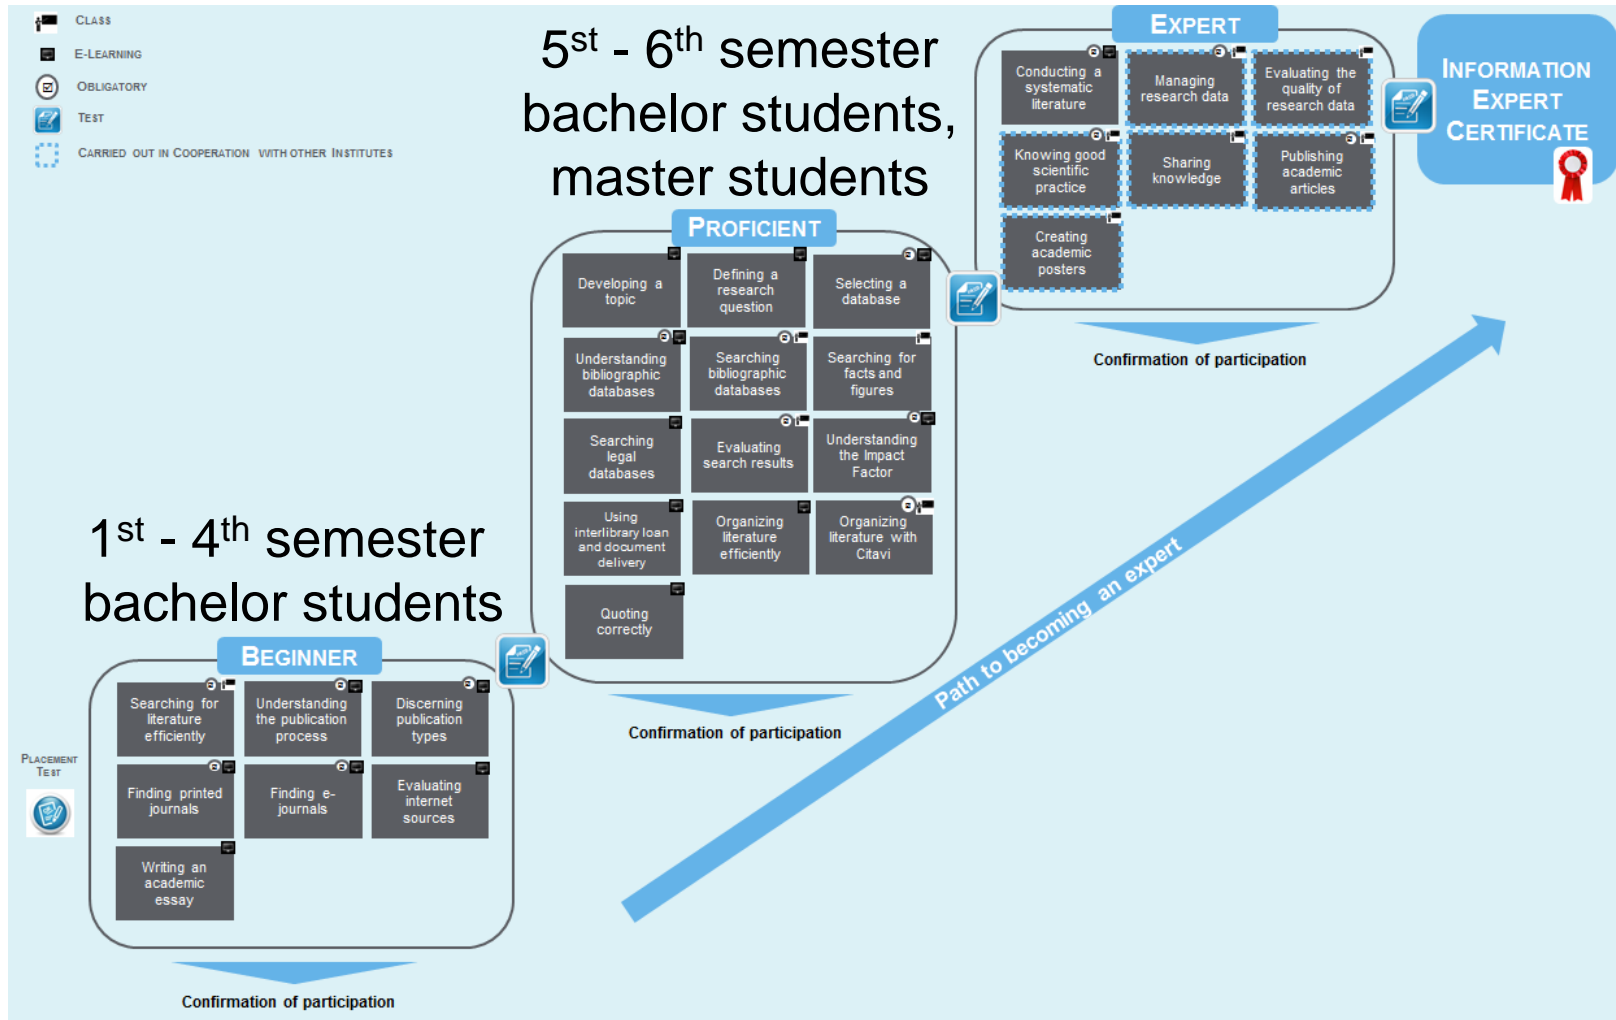 CLASS
E-LEARNING
OBLIGATORY
TEST
CARRIED OUT IN COOPERATION WITH OTHER INSTITUTES
5st - 6th semester
bachelor students,
master students
EXPERT
Conducting a
systematic
literature
Managing
research data
Evaluating the
quality of
research data
Knowing good
scientific
practice
Sharing
knowledge
Publishing
academic
articles
Creating
academic
posters
INFORMATION
EXPERT
CERTIFICATE
Confirmation of participation
PROFICIENT
Developing a
topic
Defining a
research
question
Selecting a
database
Understanding
bibliographic
databases
Searching
bibliographic
databases
Searching for
facts and
figures
Searching
legal
databases
Evaluating
search results
Understanding
the Impact
Factor
Using
interlibrary loan
and document
delivery
Organizing
literature
efficiently
Organizing
literature with
Citavi
Quoting
correctly
Confirmation of participation
1st - 4th semester
bachelor students
BEGINNER
Searching for
literature
efficiently
Understanding
the publication
process
Discerning
publication
types
PLACEMENT
TEST
Finding printed
journals
Finding e-
journals
Evaluating
internet
sources
Writing an
academic
essay
Confirmation of participation
Path to becoming an expert